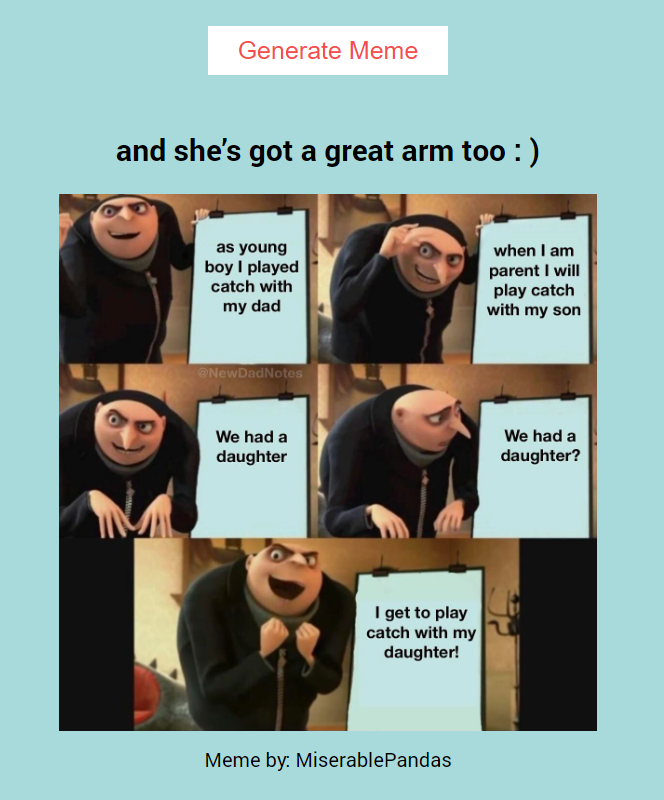 Generate Meme
and she's got a great arm too : )
as young
boy I played
catch with
my dad
when I am
parent I will
play catch
with my son
@NewDadNotes
We had a
daughter
We had a
daughter?
I get to play
catch with my
daughter!
Meme by: MiserablePandas